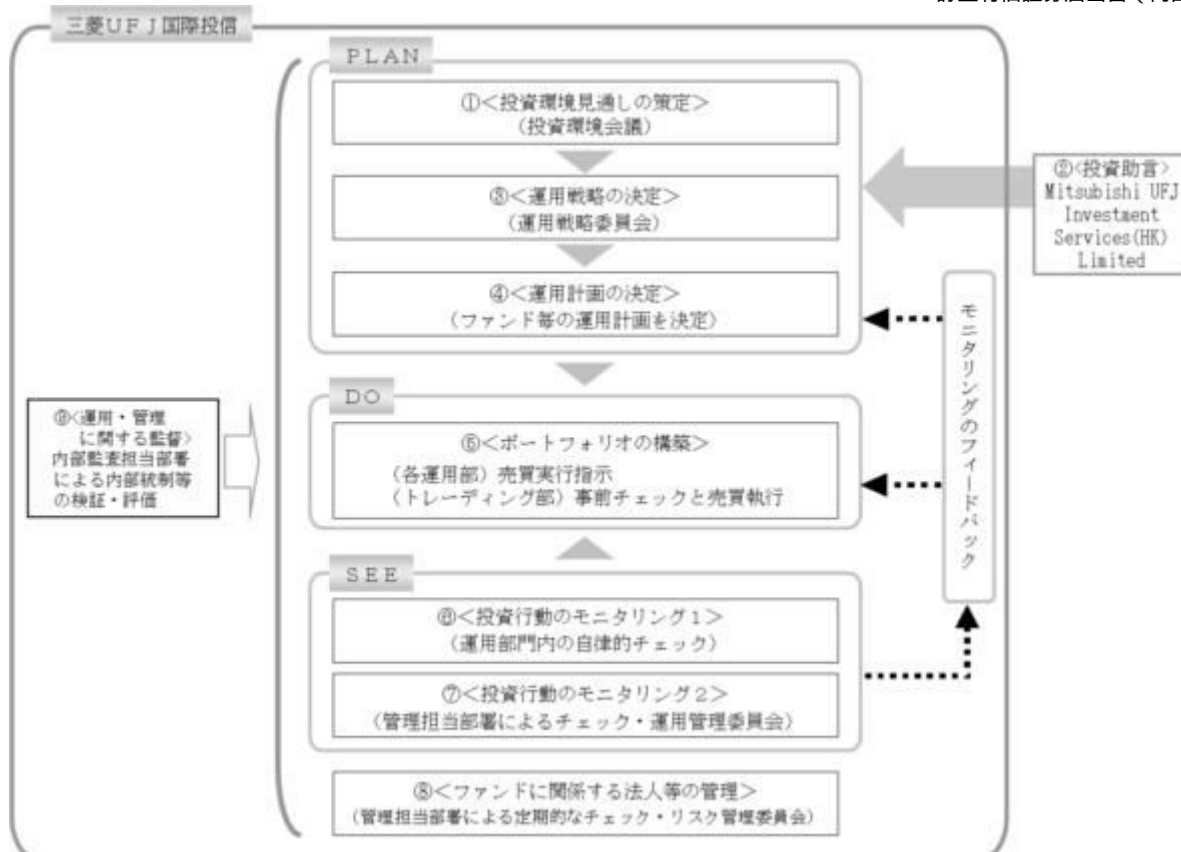 三菱UFJ国際投信
PLAN
①<投資環境見通しの策定>
(投資環境会議)
②<投資助言>
Mitsubishi UFJ
Investment
Services(HK)
Limited
③<運用戦略の決定>
(運用戦略委員会)
④<運用計画の決定>
(ファンド毎の運用計画を決定)
モニタリングのフィードバック
DO
⑤<ポートフォリオの構築>
(各運用部)売買実行指示
(トレーディング部)事前チェックと売買執行
⑨<運用・管理
に関する監督>
内部監査担当部署
による内部統制等
の検証・評価
SEE
⑥<投資行動のモニタリング1>
(運用部門内の自律的チェック)
⑦<投資行動のモニタリング2>
(管理担当部署によるチェック・運用管理委員会)
⑧<ファンドに関係する法人等の管理>
(管理担当部署による定期的なチェック・リスク管理委員会)